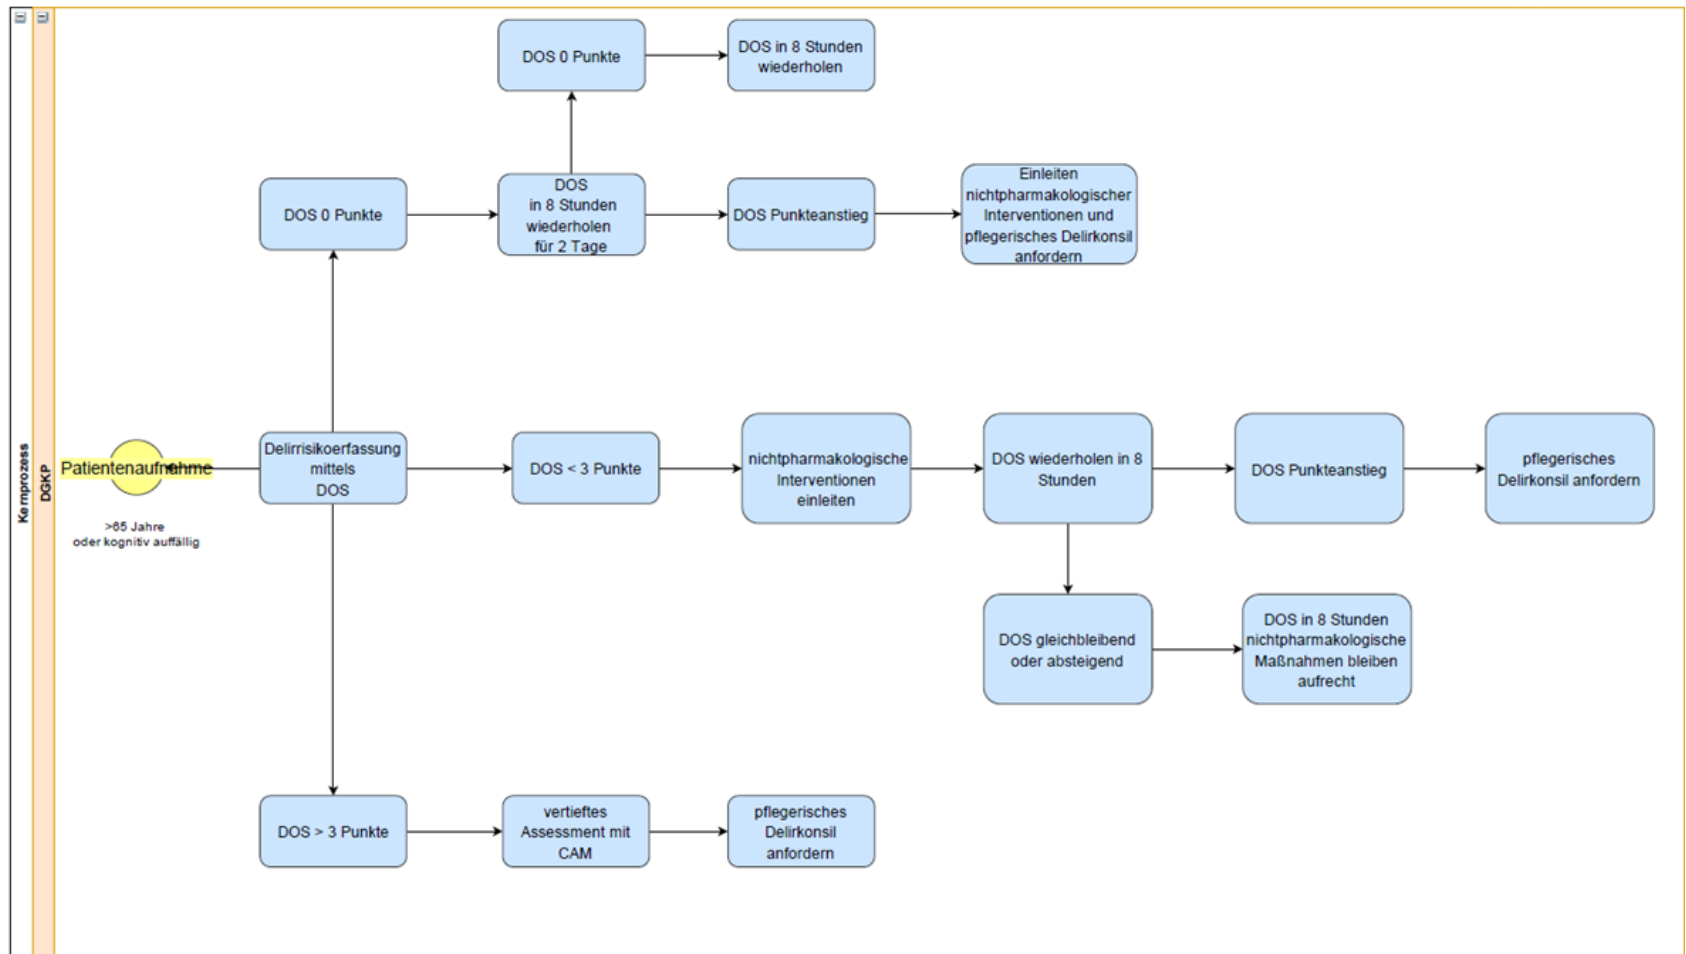 Kernprozess
DGKP
DOS 0 Punkte
DOS in 8 Stunden
wiederholen
DOS 0 Punkte
DOS
in 8 Stunden
wiederholen
für 2 Tage
DOS Punkteanstieg
Einleiten
nichtpharmakologischer
Interventionen und
pflegerisches Delirkonsil
anfordern
Patientenaufnahme
>65 Jahre
oder kognitiv auffällig
Delirrisikoerfassung
mittels
DOS
DOS < 3 Punkte
nichtpharmakologische
Interventionen
einleiten
DOS wiederholen in 8
Stunden
DOS Punkteanstieg
pflegerisches
Delirkonsil anfordern
DOS gleichbleibend
oder absteigend
DOS in 8 Stunden
nichtpharmakologische
Maßnahmen bleiben
aufrecht
DOS > 3 Punkte
vertieftes
Assessment mit
CAM
pflegerisches
Delirkonsil
anfordern